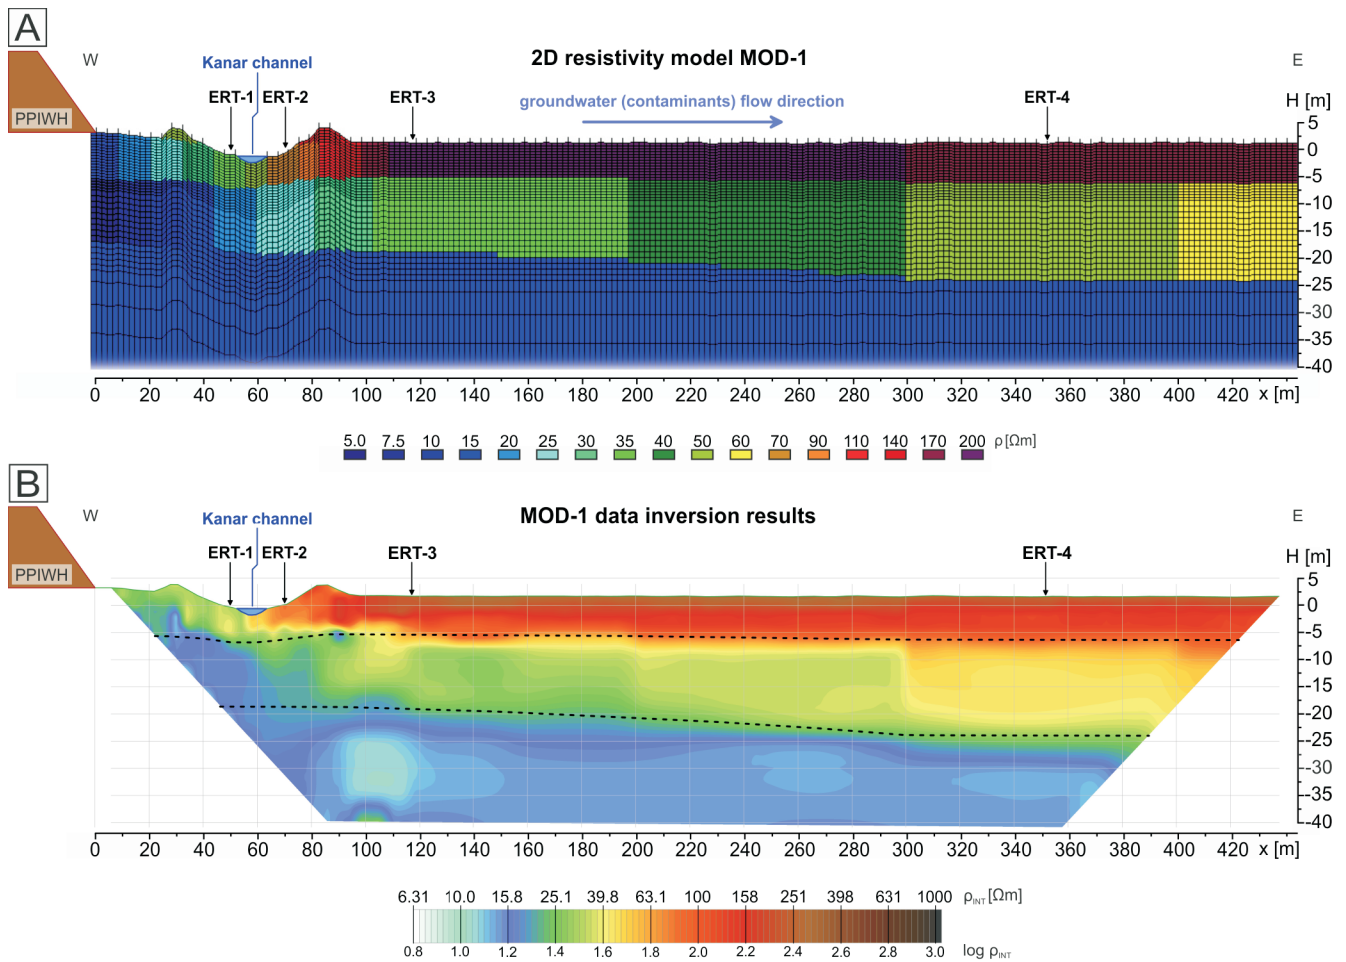 A
W
2D resistivity model MOD-1
E
Kanar channel
ERT-1 ERT-2 ERT-3 ERT-4
groundwater (contaminants) flow direction
PPIWH
H [m]
5
0
-5
-10
-15
-20
-25
-30
-35
-40
0 20 40 60 80 100 120 140 160 180 200 220 240 260 280 300 320 340 360 380 400 420 x [m]
5.0 7.5 10 15 20 25 30 35 40 50 60 70 90 110 140 170 200 ρ[Ωm]
B
W
MOD-1 data inversion results
E
Kanar channel
ERT-1 ERT-2 ERT-3 ERT-4
PPIWH
H [m]
5
0
-5
-10
-15
-20
-25
-30
-35
-40
0 20 40 60 80 100 120 140 160 180 200 220 240 260 280 300 320 340 360 380 400 420 x [m]
6.31 10.0 15.8 25.1 39.8 63.1 100 158 251 398 631 1000 ρINT [Ωm]
0.8 1.0 1.2 1.4 1.6 1.8 2.0 2.2 2.4 2.6 2.8 3.0 log ρINT